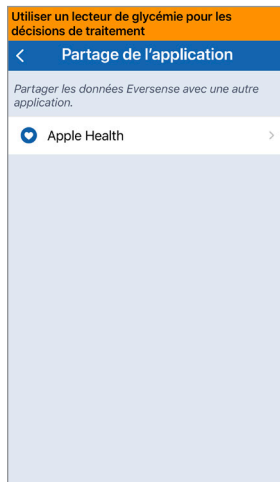 Utiliser un lecteur de glycémie pour les
décisions de traitement
Partage de l’application
Partager les données Eversense avec une autre
application.
Apple Health